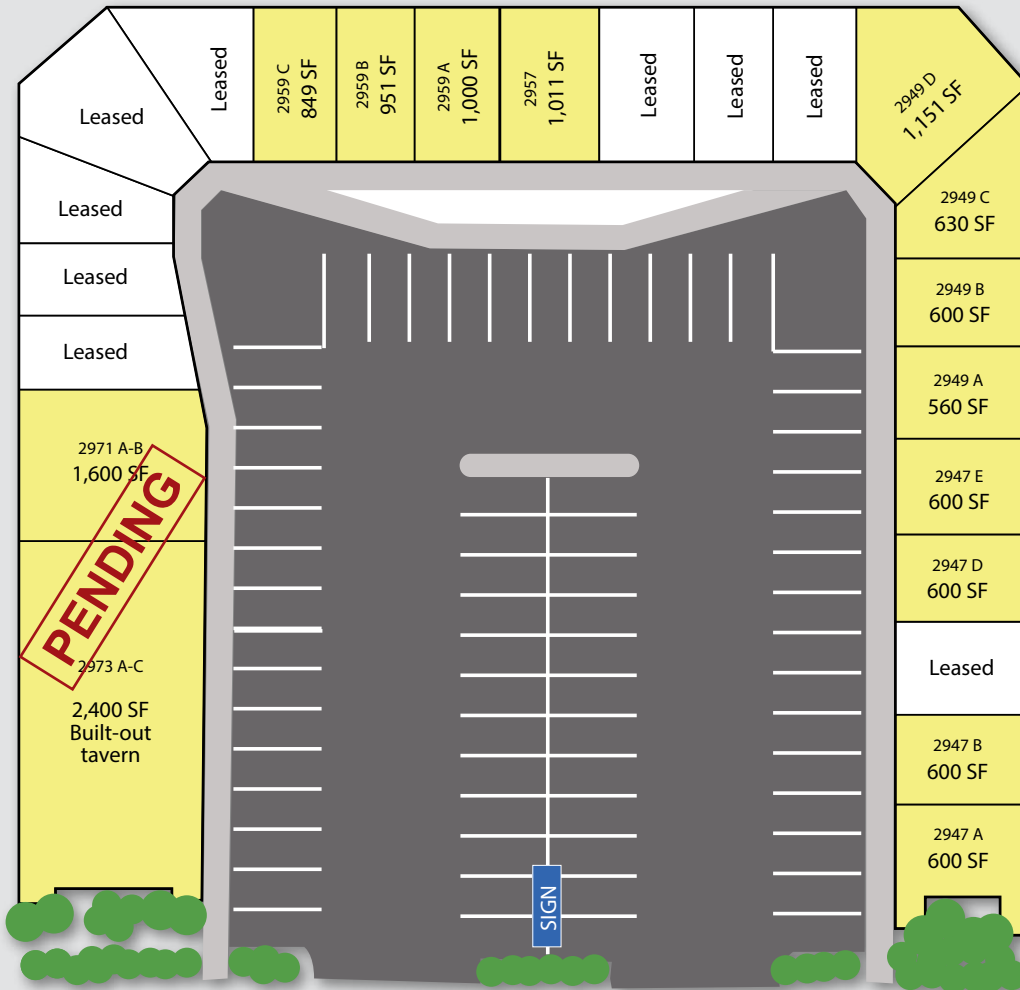 Leased
2959 C
849 SF
2959 B
951 SF
2959 A
1,000 SF
2957
1,011 SF
Leased
Leased
Leased
2949 D
1,151 SF
Leased
Leased
Leased
Leased
2971 A-B
1,600 SF
PENDING
2973 A-C
2,400 SF
Built-out
tavern
2949 C
630 SF
2949 B
600 SF
2949 A
560 SF
2947 E
600 SF
2947 D
600 SF
Leased
2947 B
600 SF
2947 A
600 SF
SIGN